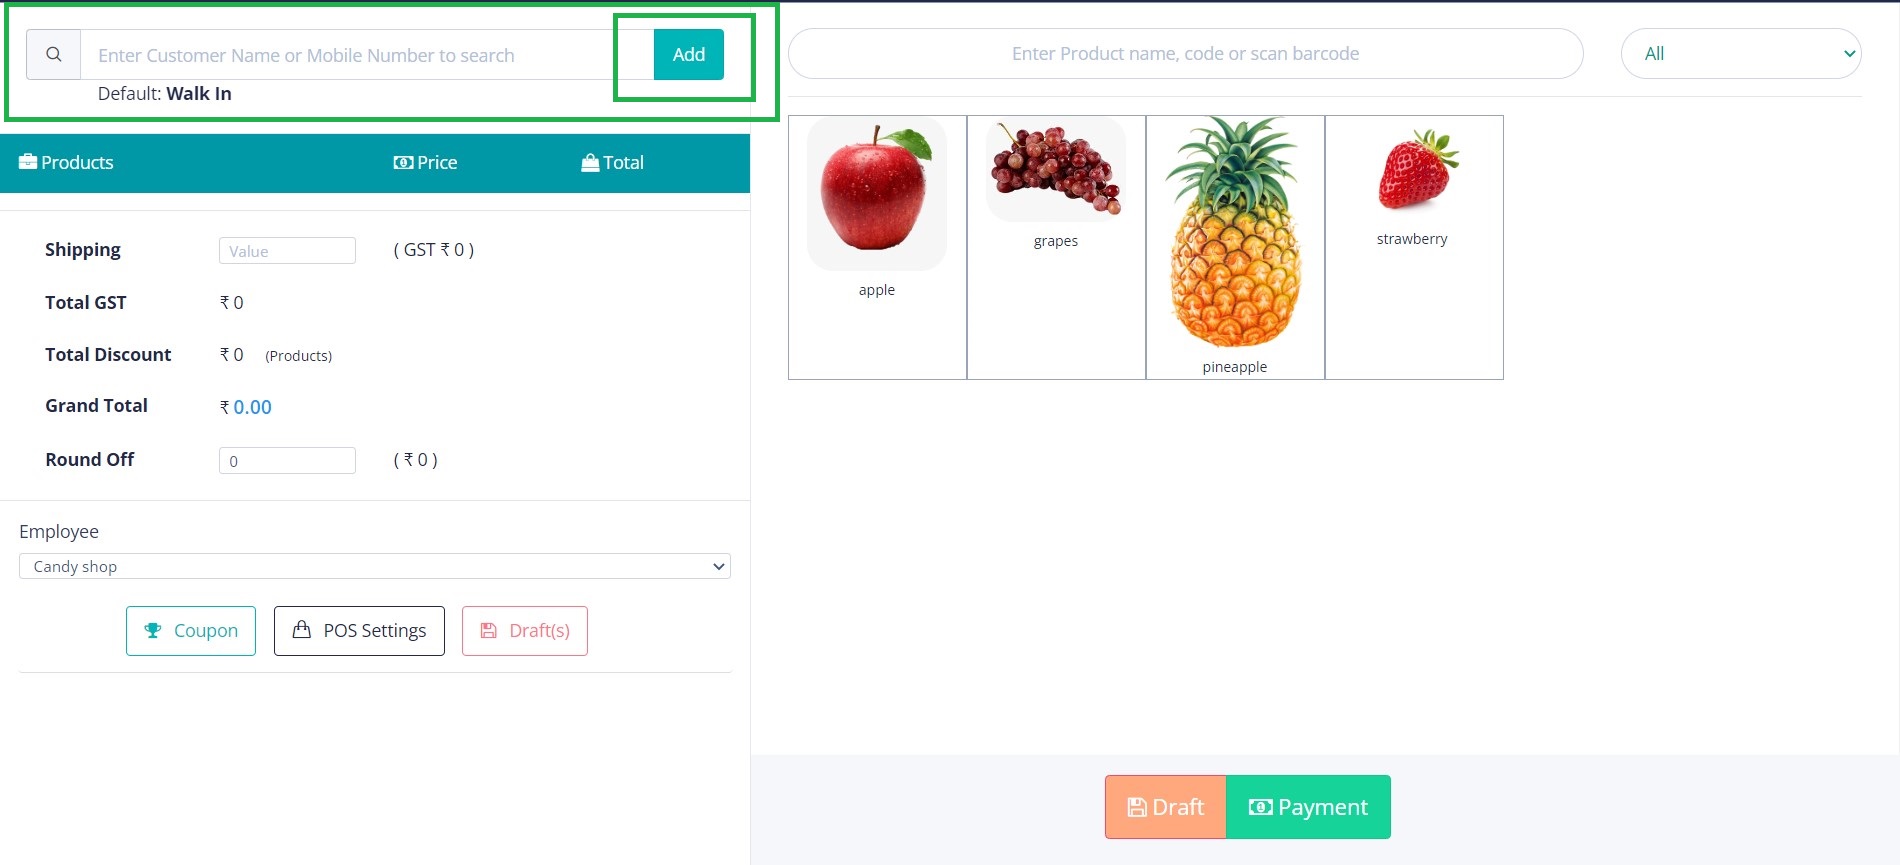 Enter Customer Name or Mobile Number to search
Add
Default: Walk In
Products Price Total
Shipping Value ( GST ₹ 0 )
Total GST ₹ 0
Total Discount ₹ 0 (Products)
Grand Total ₹ 0.00
Round Off 0 ( ₹ 0 )
Employee
Candy shop
Coupon POS Settings Draft(s)
Enter Product name, code or scan barcode
All
apple
grapes
pineapple
strawberry
Draft Payment